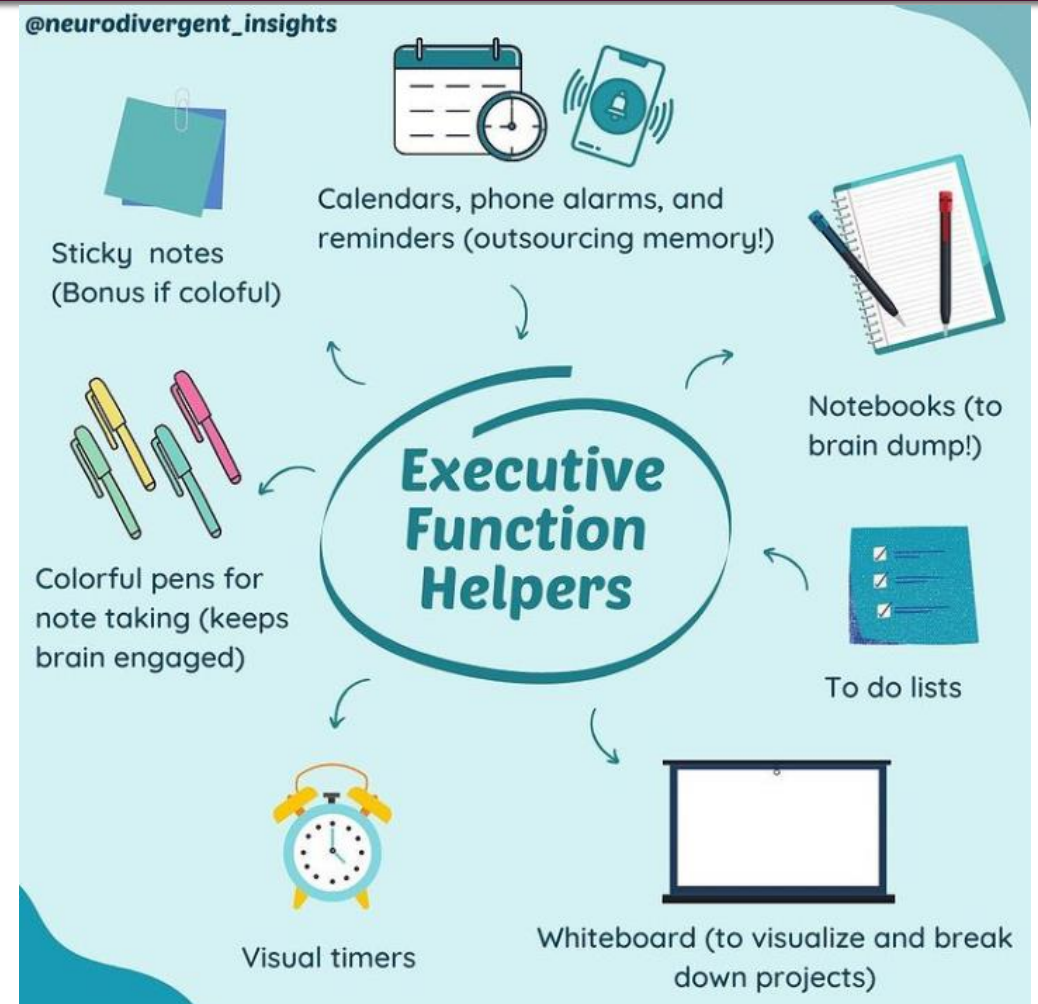 @neurodivergent_insights
Calendars, phone alarms, and
reminders (outsourcing memory!)
Sticky notes
(Bonus if coloful)
Notebooks (to
brain dump!)
Executive
Function
Helpers
Colorful pens for
note taking (keeps
brain engaged)
To do lists
Visual timers
Whiteboard (to visualize and break
down projects)